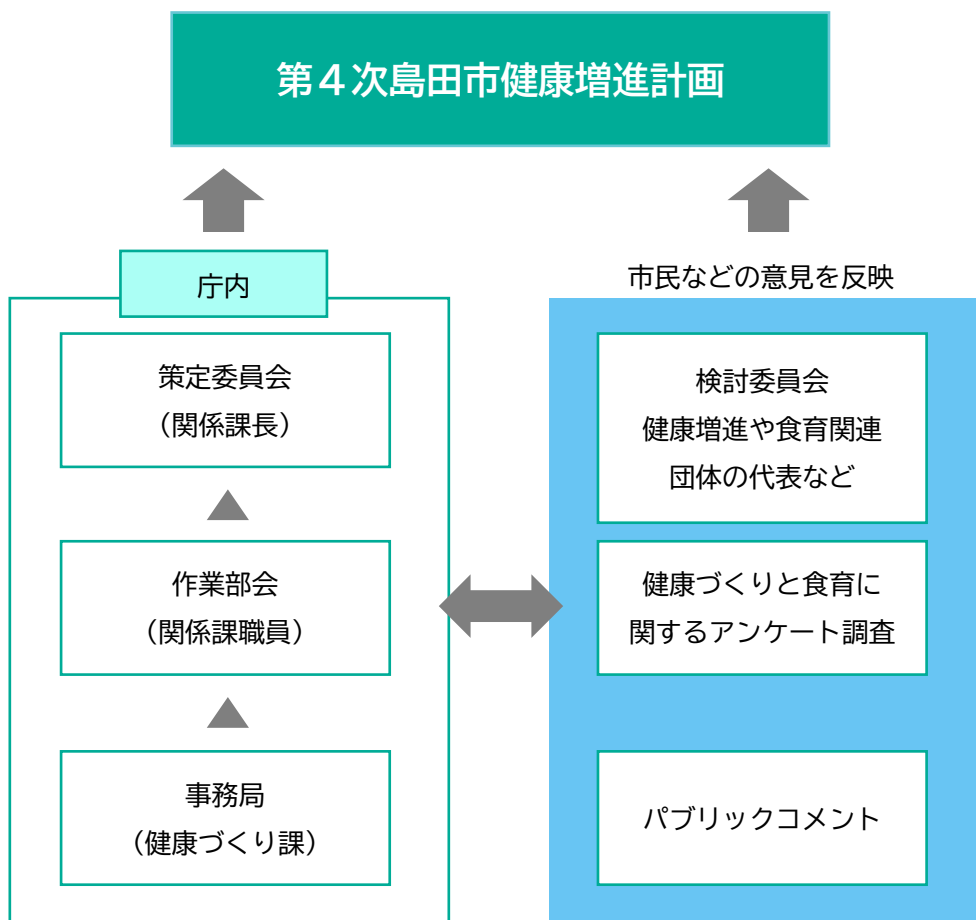 第４次島田市健康増進計画
庁内
策定委員会
（関係課長）
作業部会
（関係課職員）
事務局
（健康づくり課）
市民などの意見を反映
検討委員会
健康増進や食育関連
団体の代表など
健康づくりと食育に
関するアンケート調査
パブリックコメント